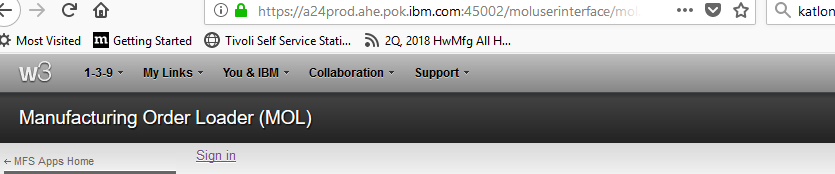 https://a24prod.ahe.pok.ibm.com:45002/moluserinterface/mol
katlon
Most Visited Getting Started Tivoli Self Service Stati... 2Q, 2018 HwMfg All H...
w3 1-3-9 My Links You & IBM Collaboration Support
Manufacturing Order Loader (MOL)
← MFS Apps Home
Sign in